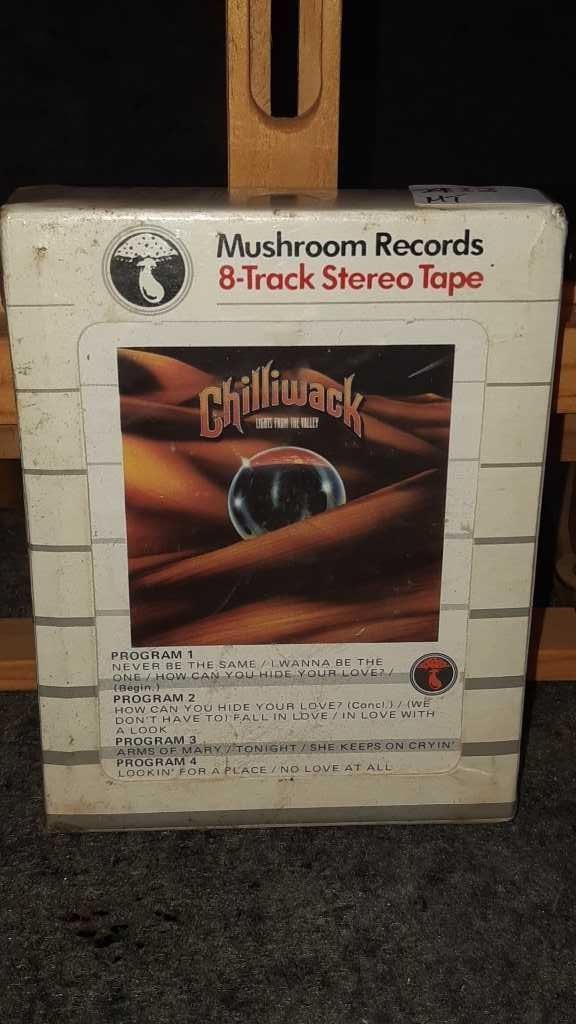 MT
Mushroom Records
8-Track Stereo Tape
Chilliwack
LIGHTS FROM THE VALLEY
PROGRAM 1
NEVER BE THE SAME / I WANNA BE THE
ONE / HOW CAN YOU HIDE YOUR LOVE? /
(Begin.)
PROGRAM 2
HOW CAN YOU HIDE YOUR LOVE? (Concl.) / (WE
DON'T HAVE TO) FALL IN LOVE / IN LOVE WITH
A LOOK
PROGRAM 3
ARMS OF MARY / TONIGHT / SHE KEEPS ON CRYIN'
PROGRAM 4
LOOKIN' FOR A PLACE / NO LOVE AT ALL